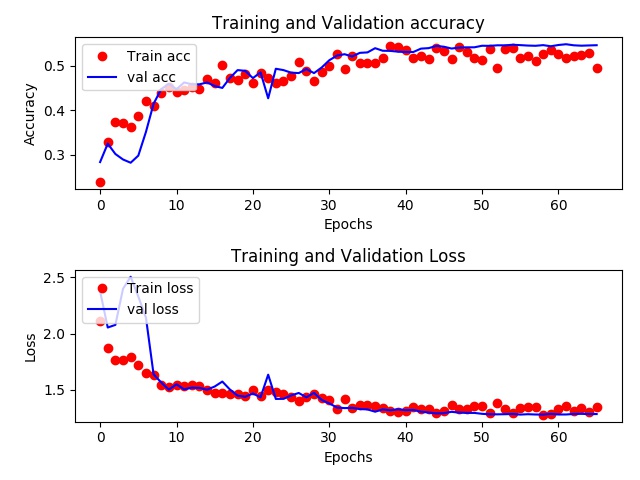 Training and Validation accuracy
Train acc
val acc
0.5
0.4
0.3
Accuracy
0 10 20 30 40 50 60
Epochs
Training and Validation Loss
Train loss
val loss
2.5
2.0
1.5
Loss
0 10 20 30 40 50 60
Epochs